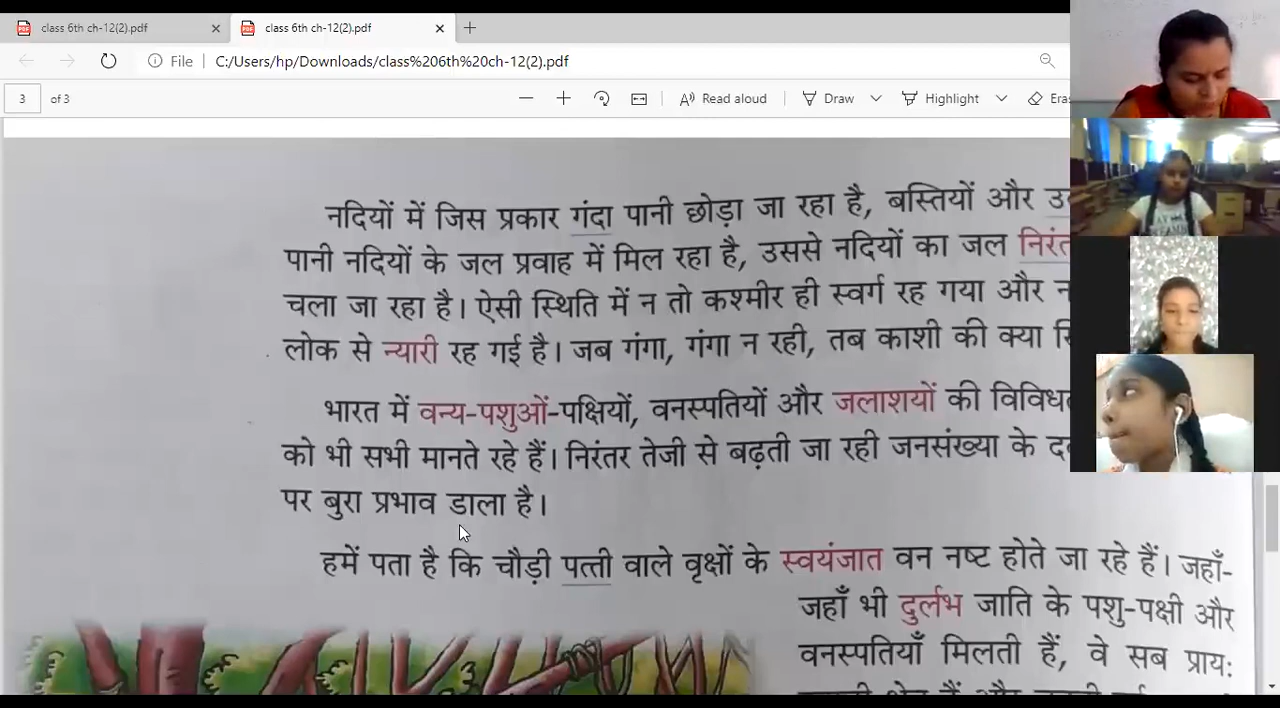 class 6th ch-12(2).pdf
class 6th ch-12(2).pdf
File
C:/Users/hp/Downloads/class%206th%20ch-12(2).pdf
3 of 3
Read aloud
Draw
Highlight
नदियों में जिस प्रकार गंदा पानी छोड़ा जा रहा है, बस्तियों और
पानी नदियों के जल प्रवाह में मिल रहा है, उससे नदियों का जल
चला जा रहा है। ऐसी स्थिति में न तो कश्मीर ही स्वर्ग रह गया और
लोक से न्यारी रह गई है। जब गंगा, गंगा न रही, तब काशी की क्या
भारत में वन्य-पशुओं-पक्षियों, वनस्पतियों और जलाशयों की
को भी सभी मानते रहे हैं। निरंतर तेजी से बढ़ती जा रही जनसंख्या के
पर बुरा प्रभाव डाला है।
हमें पता है कि चौड़ी पत्ती वाले वृक्षों के स्वयंजात वन नष्ट होते जा रहे हैं। जहाँ-
जहाँ भी दुर्लभ जाति के पशु-पक्षी और
वनस्पतियाँ मिलती हैं, वे सब प्राय: